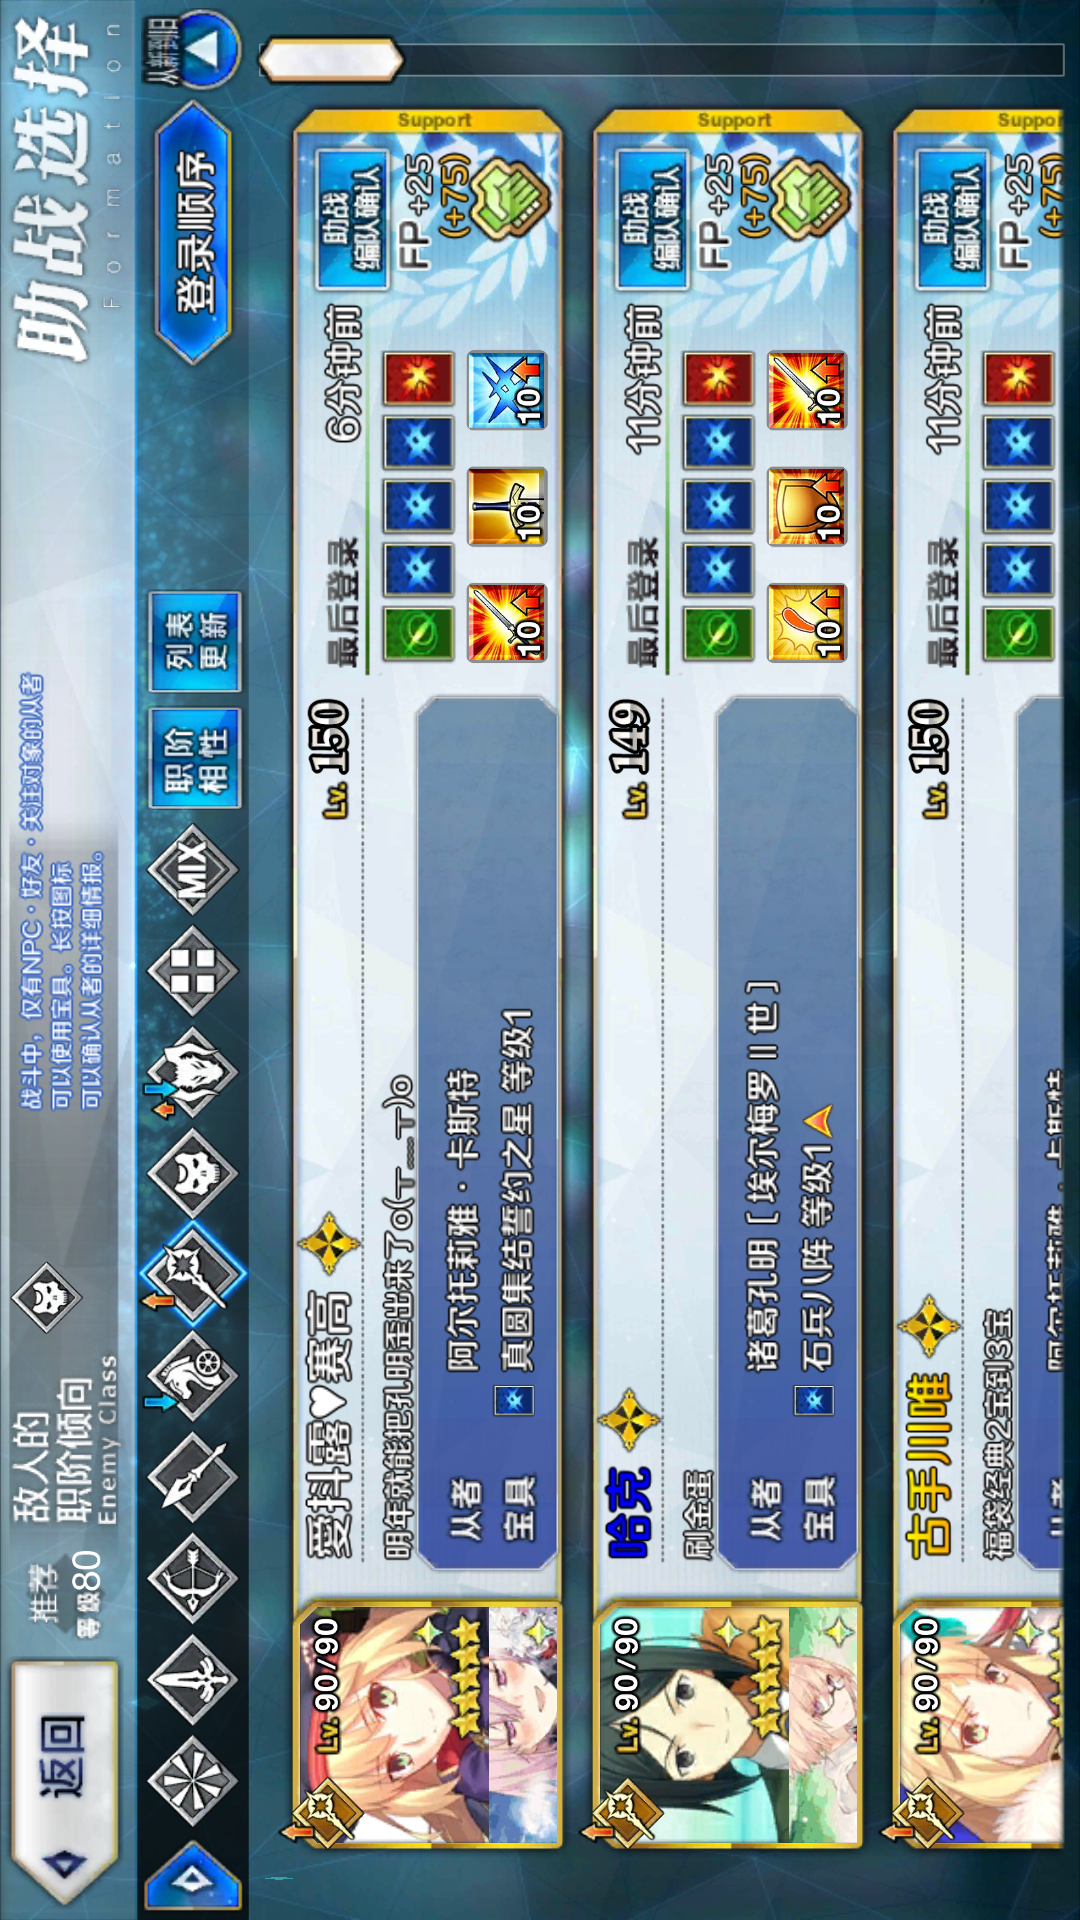 返回
推荐
等级80
敌人的
职阶倾向
Enemy Class
战斗中，仅有NPC・好友・关注对象的从者
可以使用宝具。长按图标
可以确认从者的详细情报。
助战选择
Formation
MIX
职阶
相性
列表
更新
登录顺序
从新到旧
Support
Lv. 90/90
爱抖露♥赛高
Lv. 150
明年就能把孔明歪出来了o(╥﹏╥)o
最后登录
6分钟前
助战
编队确认
FP+25
(+75)
从者
阿尔托莉雅・卡斯特
宝具
真圆集结誓约之星 等级1
10
10
10
Support
Lv. 90/90
哈克
Lv. 149
刷金蛋
最后登录
11分钟前
助战
编队确认
FP+25
(+75)
从者
诸葛孔明［埃尔梅罗Ⅱ世］
宝具
石兵八阵 等级1
10
10
10
Support
Lv. 90/90
古手川唯
Lv. 150
福袋经典2宝到3宝
最后登录
11分钟前
助战
编队确认
FP+25
(+75)